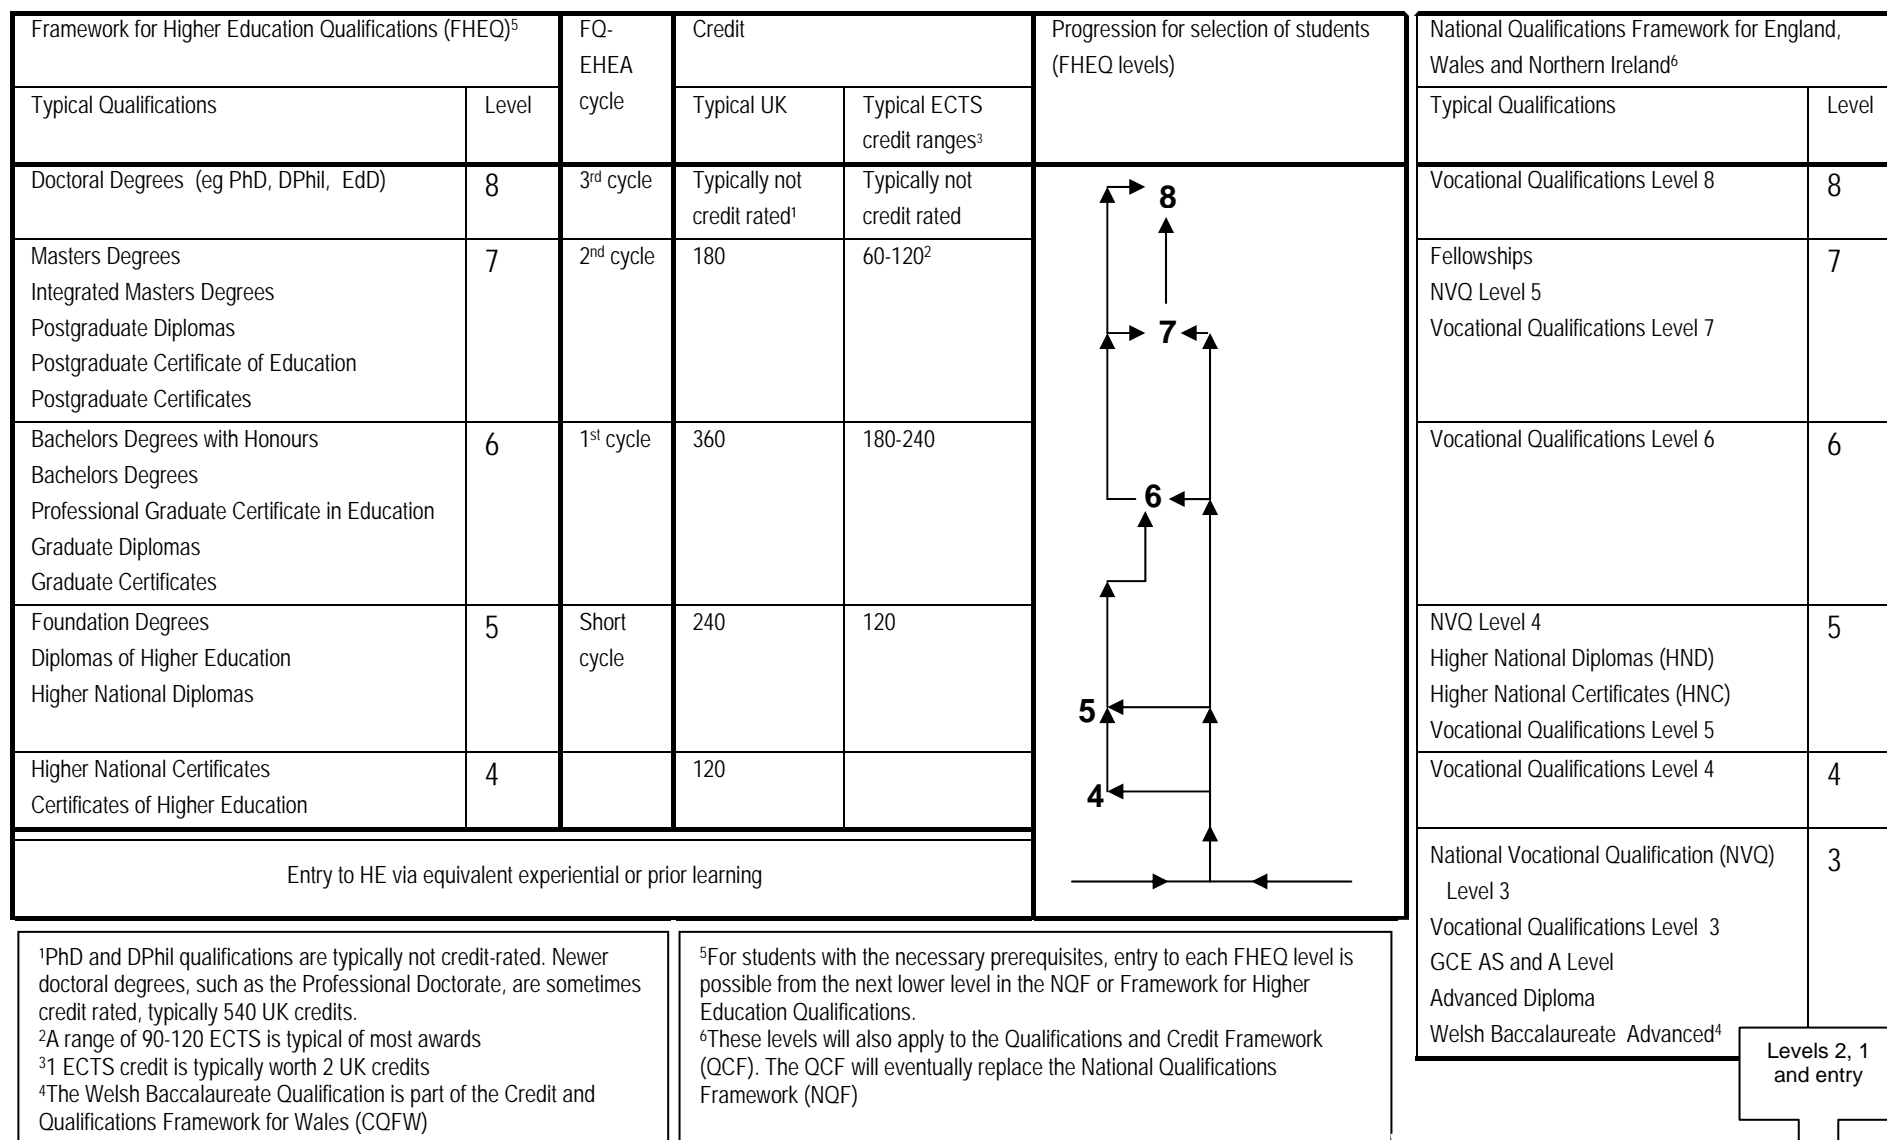 Framework for Higher Education Qualifications (FHEQ)5
FQ-
EHEA
cycle
Credit
Progression for selection of students
(FHEQ levels)
Typical Qualifications
Level
Typical UK
Typical ECTS
credit ranges3
Doctoral Degrees (eg PhD, DPhil, EdD)
8
3rd cycle
Typically not
credit rated1
Typically not
credit rated
Masters Degrees
Integrated Masters Degrees
Postgraduate Diplomas
Postgraduate Certificate of Education
Postgraduate Certificates
7
2nd cycle
180
60-1202
Bachelors Degrees with Honours
Bachelors Degrees
Professional Graduate Certificate in Education
Graduate Diplomas
Graduate Certificates
6
1st cycle
360
180-240
Foundation Degrees
Diplomas of Higher Education
Higher National Diplomas
5
Short
cycle
240
120
Higher National Certificates
Certificates of Higher Education
4
120
Entry to HE via equivalent experiential or prior learning
8
7
6
5
4
National Qualifications Framework for England,
Wales and Northern Ireland6
Typical Qualifications
Level
Vocational Qualifications Level 8
8
Fellowships
NVQ Level 5
Vocational Qualifications Level 7
7
Vocational Qualifications Level 6
6
NVQ Level 4
Higher National Diplomas (HND)
Higher National Certificates (HNC)
Vocational Qualifications Level 5
5
Vocational Qualifications Level 4
4
National Vocational Qualification (NVQ)
Level 3
Vocational Qualifications Level 3
GCE AS and A Level
Advanced Diploma
Welsh Baccalaureate Advanced4
3
Levels 2, 1
and entry
1PhD and DPhil qualifications are typically not credit-rated. Newer
doctoral degrees, such as the Professional Doctorate, are sometimes
credit rated, typically 540 UK credits.
2A range of 90-120 ECTS is typical of most awards
31 ECTS credit is typically worth 2 UK credits
4The Welsh Baccalaureate Qualification is part of the Credit and
Qualifications Framework for Wales (CQFW)
5For students with the necessary prerequisites, entry to each FHEQ level is
possible from the next lower level in the NQF or Framework for Higher
Education Qualifications.
6These levels will also apply to the Qualifications and Credit Framework
(QCF). The QCF will eventually replace the National Qualifications
Framework (NQF)